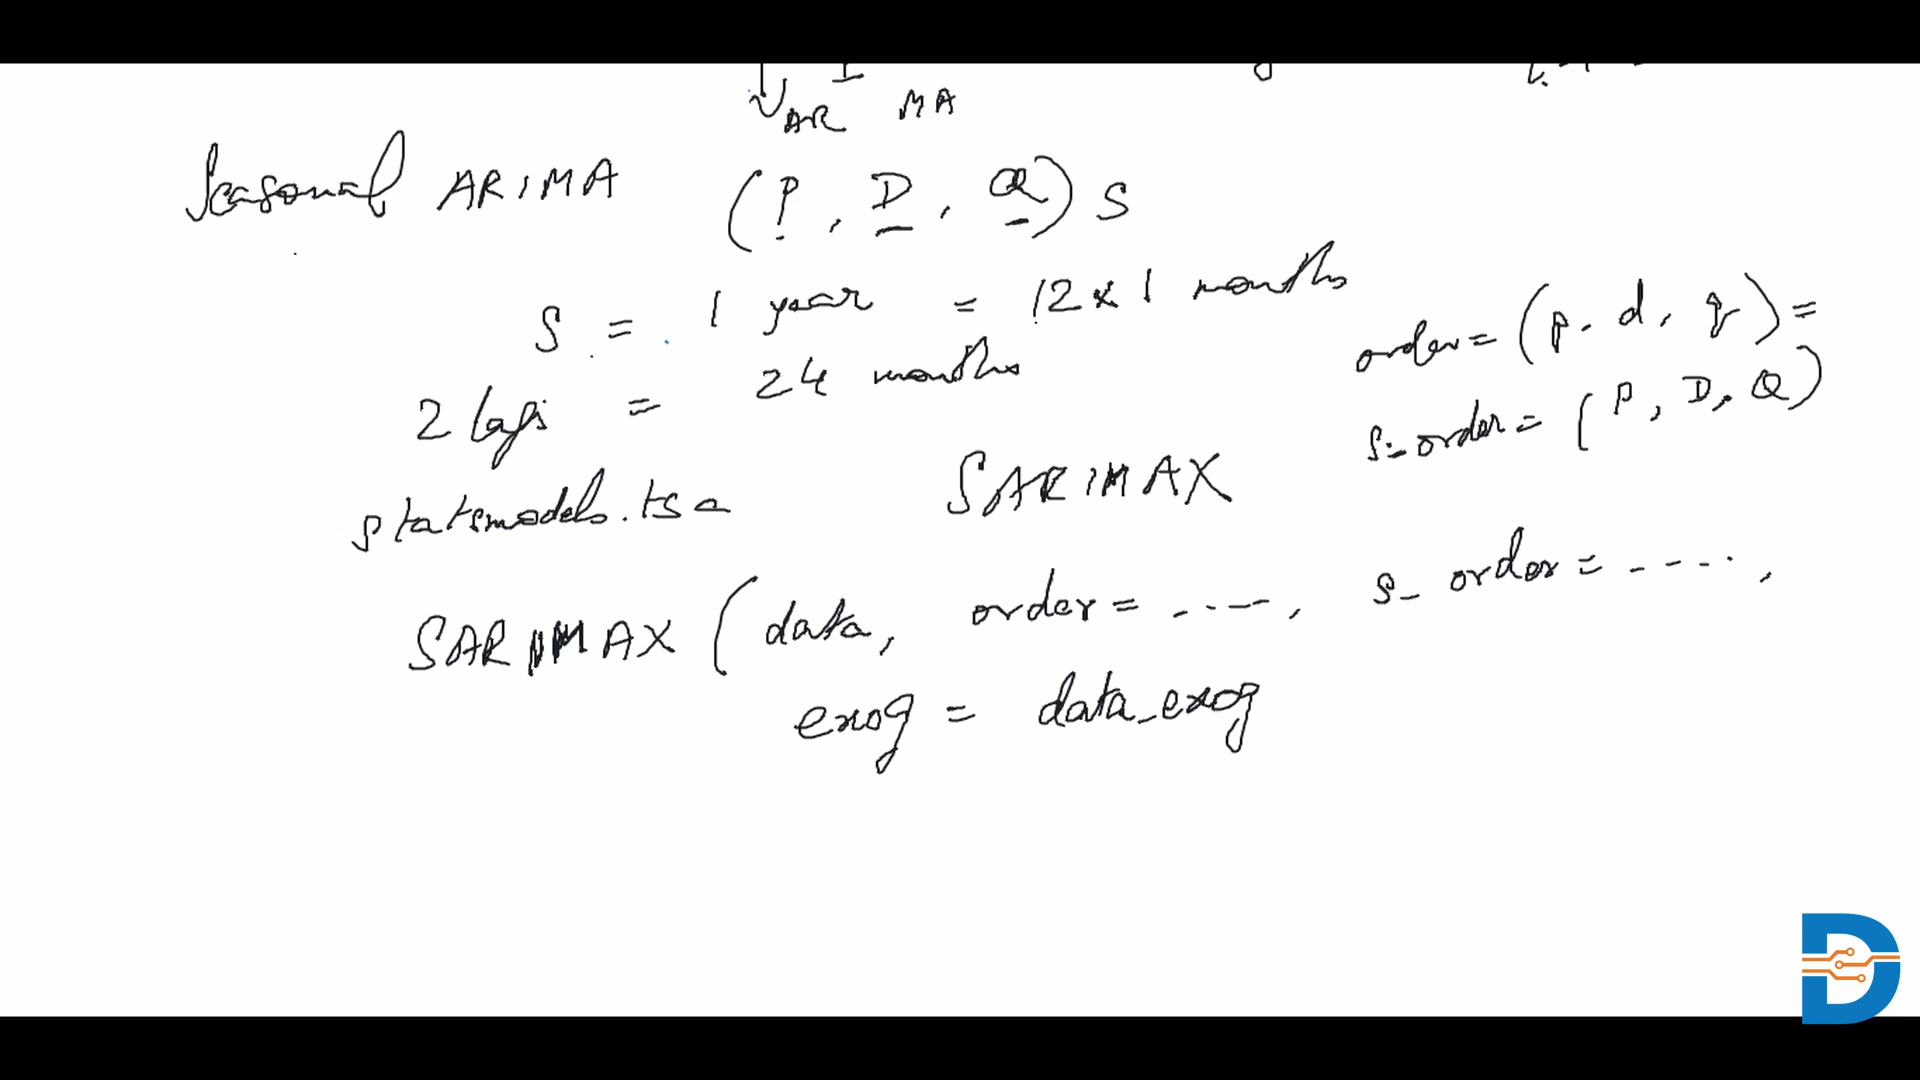 AR I MA
Seasonal ARIMA (P, D, Q) S
S = 1 year = 12 x 1 months
2 lags = 24 months
order = (p, d, q) =
s_order = (P, D, Q)
statsmodels.tsa SARIMAX
SARIMAX (data, order = ...., s_order = .....,
exog = data_exog